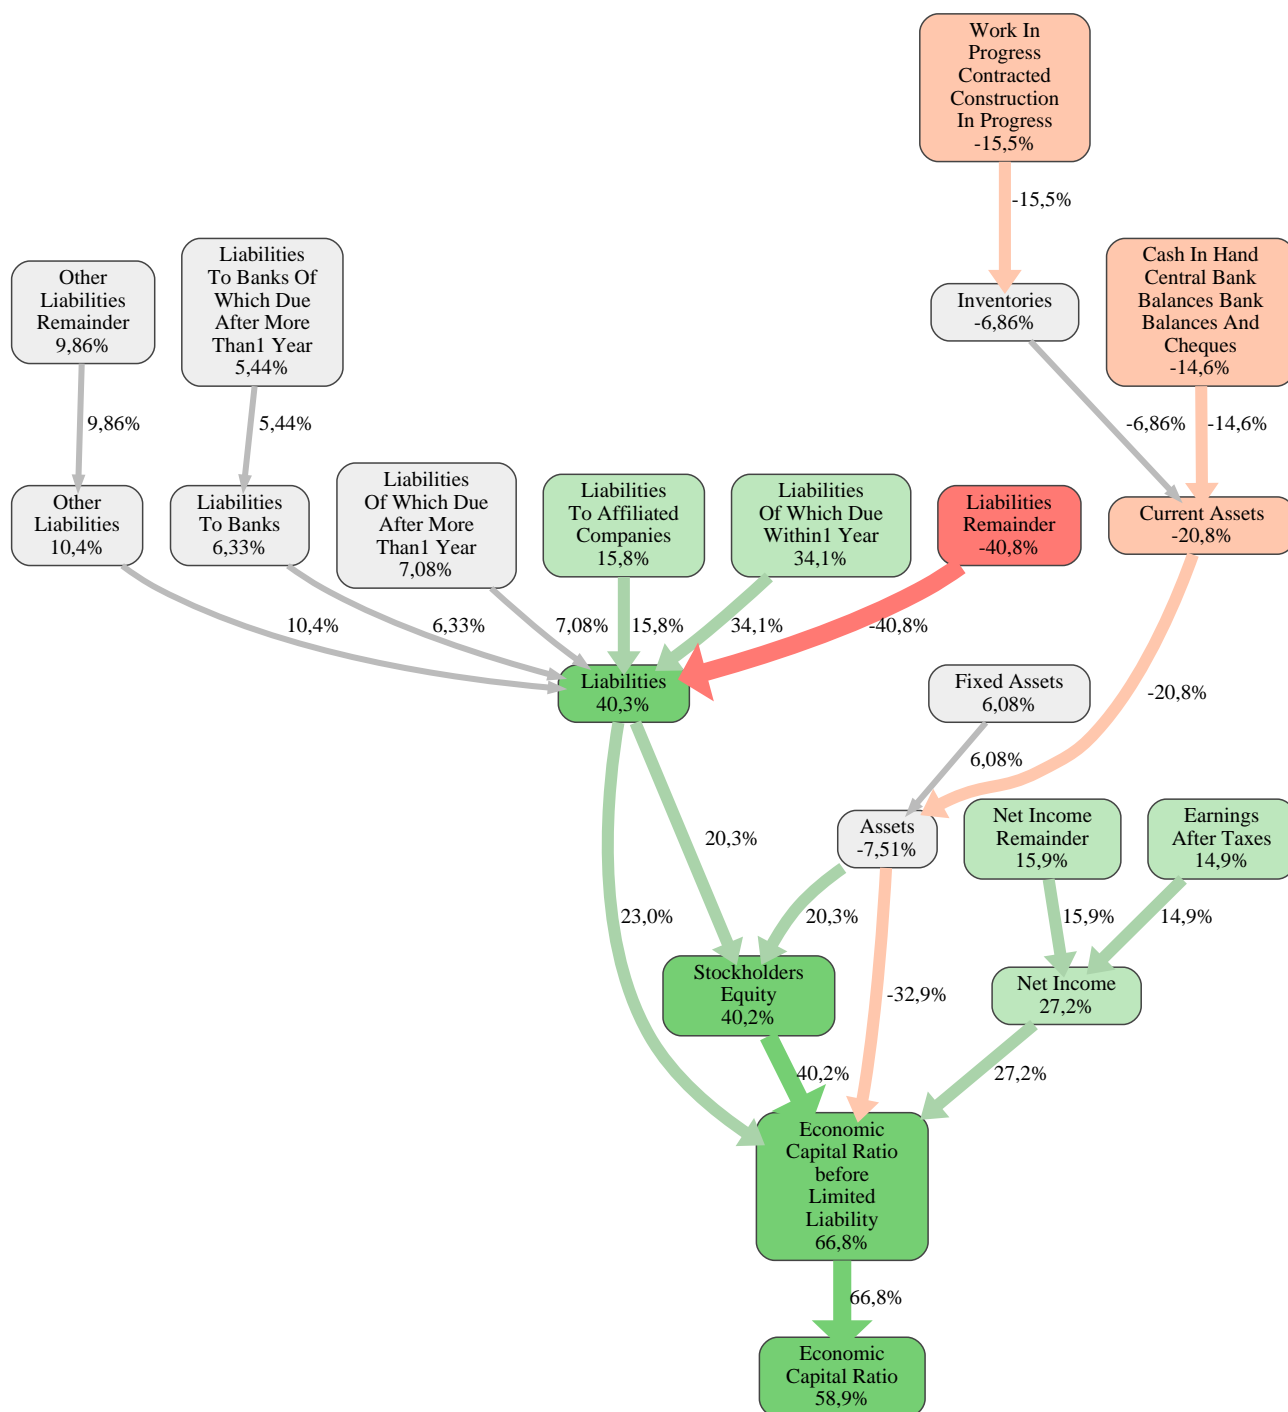 Work In
Progress
Contracted
Construction
In Progress
-15,5%
-15,5%
Other
Liabilities
Remainder
9,86%
Liabilities
To Banks Of
Which Due
After More
Than1 Year
5,44%
Inventories
-6,86%
Cash In Hand
Central Bank
Balances Bank
Balances And
Cheques
-14,6%
9,86%
5,44%
-6,86%
-14,6%
Other
Liabilities
10,4%
Liabilities
To Banks
6,33%
Liabilities
Of Which Due
After More
Than1 Year
7,08%
Liabilities
To Affiliated
Companies
15,8%
Liabilities
Of Which Due
Within1 Year
34,1%
Liabilities
Remainder
-40,8%
Current Assets
-20,8%
10,4%
6,33%
7,08%
15,8%
34,1%
-40,8%
Liabilities
40,3%
Fixed Assets
6,08%
-20,8%
6,08%
20,3%
Assets
-7,51%
Net Income
Remainder
15,9%
Earnings
After Taxes
14,9%
23,0%
20,3%
15,9%
14,9%
Stockholders
Equity
40,2%
-32,9%
Net Income
27,2%
40,2%
27,2%
Economic
Capital Ratio
before
Limited
Liability
66,8%
66,8%
Economic
Capital Ratio
58,9%